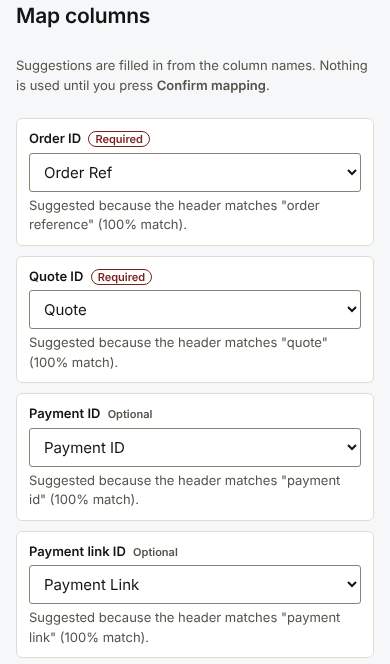 Map columns
Suggestions are filled in from the column names. Nothing
is used until you press Confirm mapping.
Order ID Required
Order Ref
Suggested because the header matches "order
reference" (100% match).
Quote ID Required
Quote
Suggested because the header matches "quote"
(100% match).
Payment ID Optional
Payment ID
Suggested because the header matches "payment
id" (100% match).
Payment link ID Optional
Payment Link
Suggested because the header matches "payment
link" (100% match).